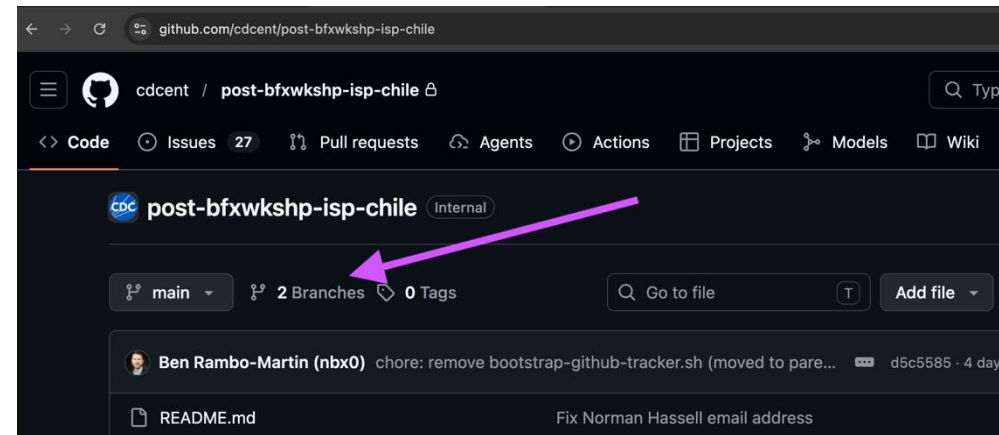 github.com/cdcent/post-bfxwkshp-isp-chile
cdcent / post-bfxwkshp-isp-chile
Typ
<> Code Issues 27 Pull requests Agents Actions Projects Models Wiki
CDC post-bfxwkshp-isp-chile Internal
main 2 Branches 0 Tags Go to file T Add file
Ben Rambo-Martin (nbx0) chore: remove bootstrap-github-tracker.sh (moved to pare... d5c5585 · 4 day
README.md Fix Norman Hassell email address